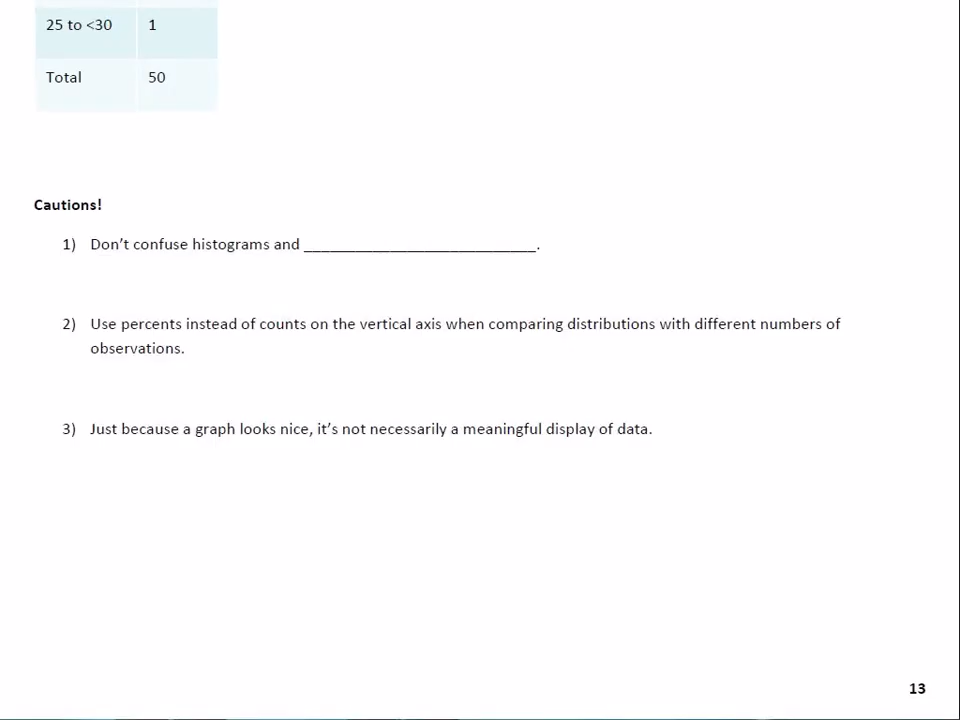 25 to <30 1
Total 50
Cautions!
1) Don’t confuse histograms and ___________________________.
2) Use percents instead of counts on the vertical axis when comparing distributions with different numbers of
observations.
3) Just because a graph looks nice, it’s not necessarily a meaningful display of data.
13